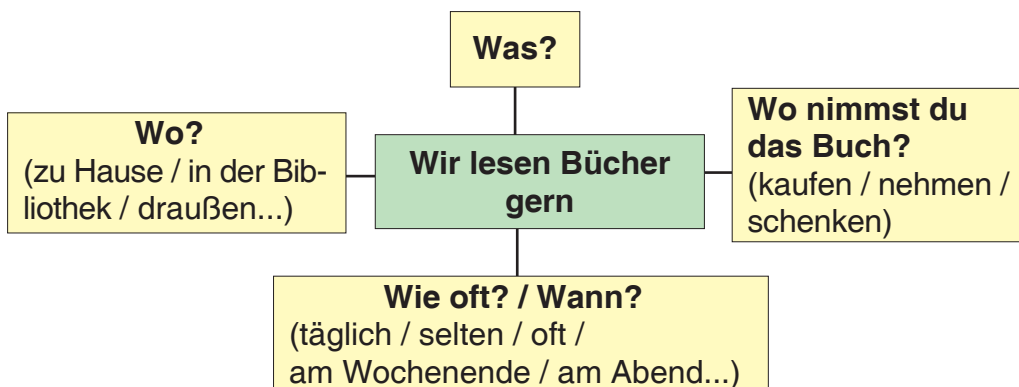 Was?
Wo?
(zu Hause / in der Bib-
liothek / draußen...)
Wir lesen Bücher
gern
Wo nimmst du
das Buch?
(kaufen / nehmen /
schenken)
Wie oft? / Wann?
(täglich / selten / oft /
am Wochenende / am Abend...)